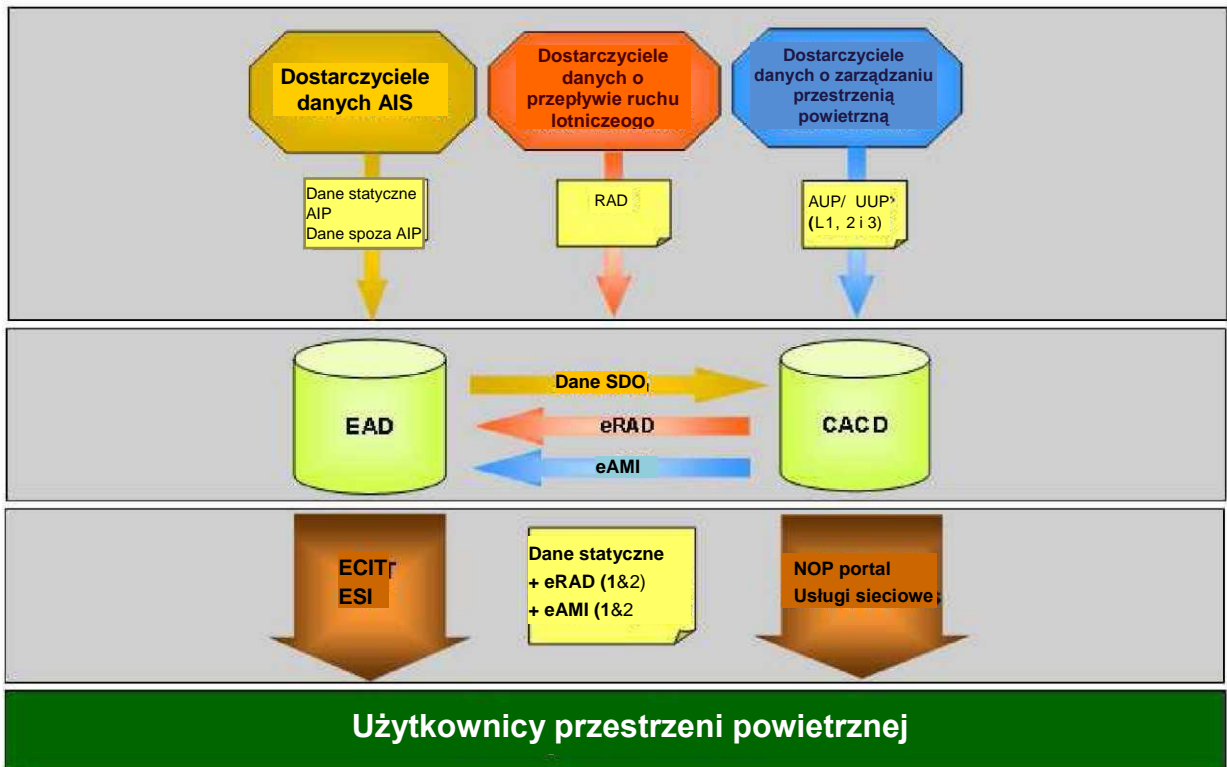 Dostarczyciele
danych AIS
Dostarczyciele
danych o
przepływie ruchu
lotniczeogo
Dostarczyciele
danych o zarządzaniu
przestrzenią
powietrzną
Dane statyczne
AIP
Dane spoza AIP
RAD
AUP/ UUP
(L1, 2 i 3)
EAD
Dane SDO
eRAD
eAMI
CACD
ECIT
ESI
Dane statyczne
+ eRAD (1&2)
+ eAMI (1&2
NOP portal
Usługi sieciowe
Użytkownicy przestrzeni powietrznej